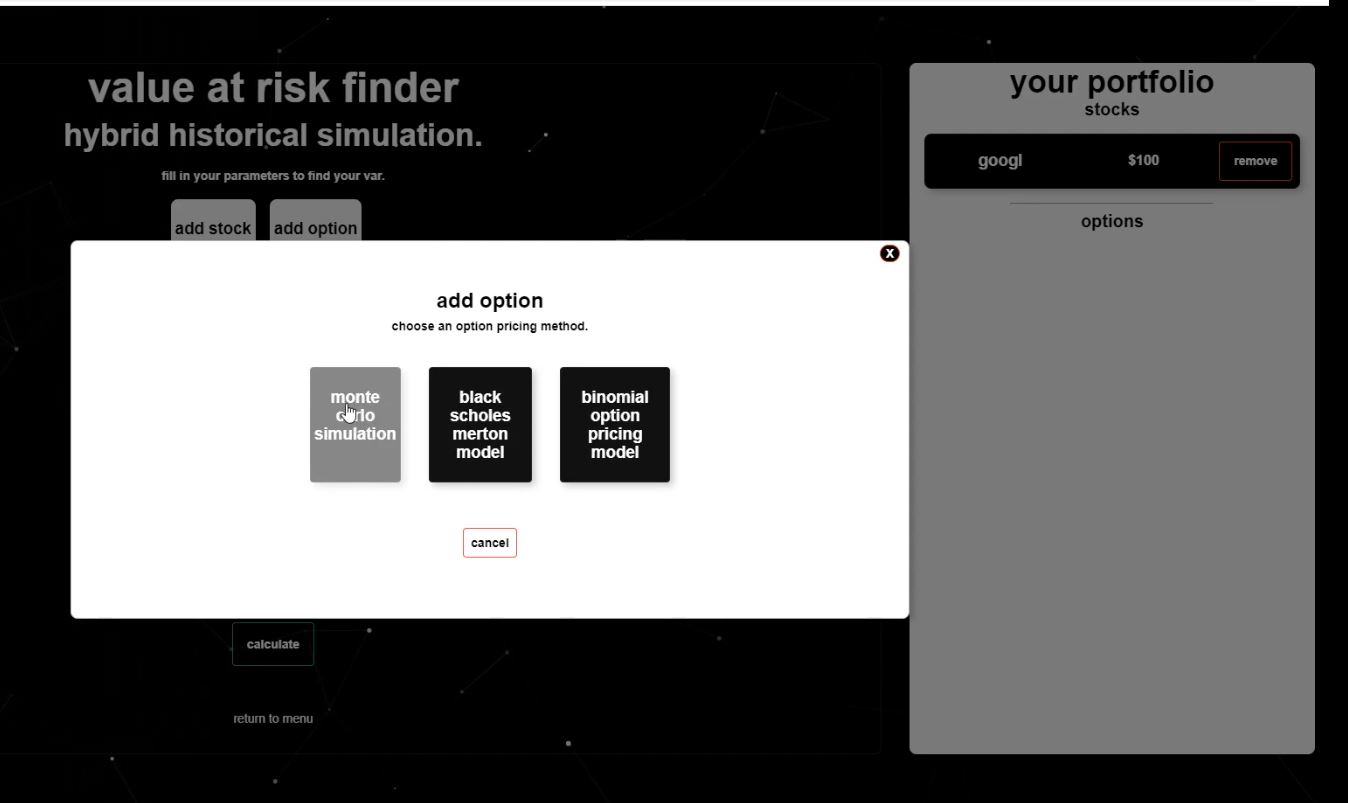 value at risk finder
hybrid historical simulation.
fill in your parameters to find your var.
add stock
add option
your portfolio
stocks
googl $100 remove
options
X
add option
choose an option pricing method.
monte
carlo
simulation
black
scholes
merton
model
binomial
option
pricing
model
cancel
calculate
return to menu